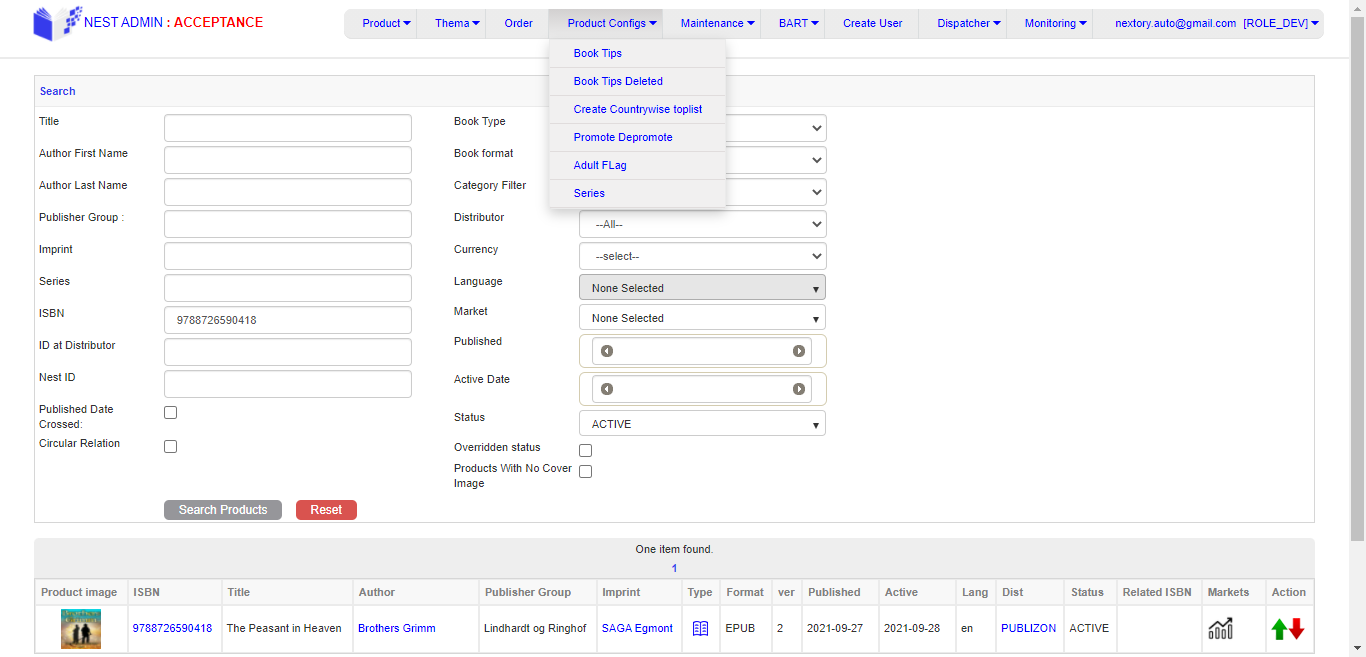 NEST ADMIN : ACCEPTANCE
Product Thema Order Product Configs Maintenance BART Create User Dispatcher Monitoring nextory.auto@gmail.com [ROLE_DEV]
Book Tips
Book Tips Deleted
Create Countrywise toplist
Promote Depromote
Adult FLag
Series
Search
Title
Author First Name
Author Last Name
Publisher Group :
Imprint
Series
ISBN 9788726590418
ID at Distributor
Nest ID
Published Date
Crossed:
Circular Relation
Book Type
Book format
Category Filter
Distributor --All--
Currency --select--
Language None Selected
Market None Selected
Published
Active Date
Status ACTIVE
Overridden status
Products With No Cover
Image
Search Products Reset
One item found.
1
Product image ISBN Title Author Publisher Group Imprint Type Format ver Published Active Lang Dist Status Related ISBN Markets Action
9788726590418 The Peasant in Heaven Brothers Grimm Lindhardt og Ringhof SAGA Egmont EPUB 2 2021-09-27 2021-09-28 en PUBLIZON ACTIVE